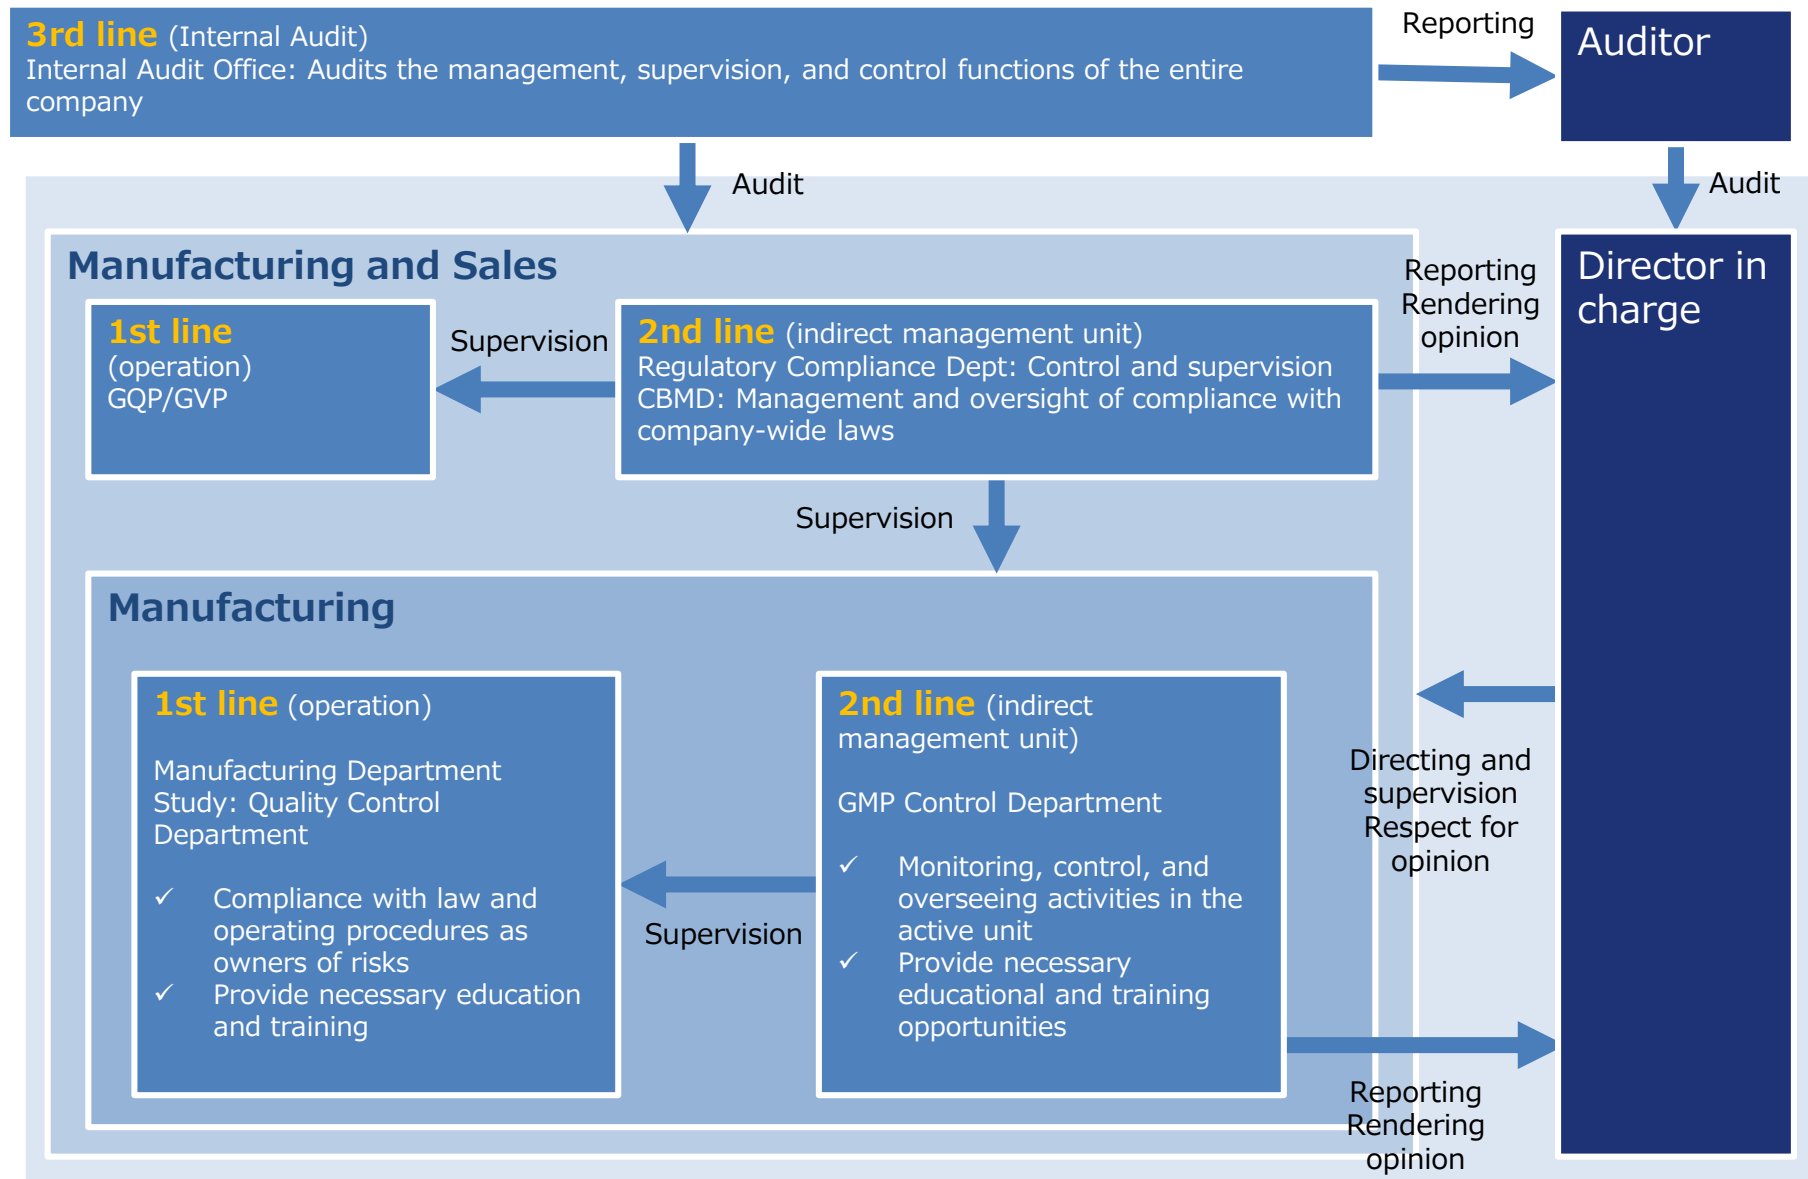 3rd line (Internal Audit)
Internal Audit Office: Audits the management, supervision, and control functions of the entire
company
Reporting
Auditor
Audit
Audit
Manufacturing and Sales
1st line
(operation)
GQP/GVP
Supervision
2nd line (indirect management unit)
Regulatory Compliance Dept: Control and supervision
CBMD: Management and oversight of compliance with
company-wide laws
Reporting
Rendering
opinion
Director in
charge
Supervision
Manufacturing
1st line (operation)
Manufacturing Department
Study: Quality Control
Department
✓ Compliance with law and
operating procedures as
owners of risks
✓ Provide necessary education
and training
Supervision
2nd line (indirect
management unit)
GMP Control Department
✓ Monitoring, control, and
overseeing activities in the
active unit
✓ Provide necessary
educational and training
opportunities
Directing and
supervision
Respect for
opinion
Reporting
Rendering
opinion